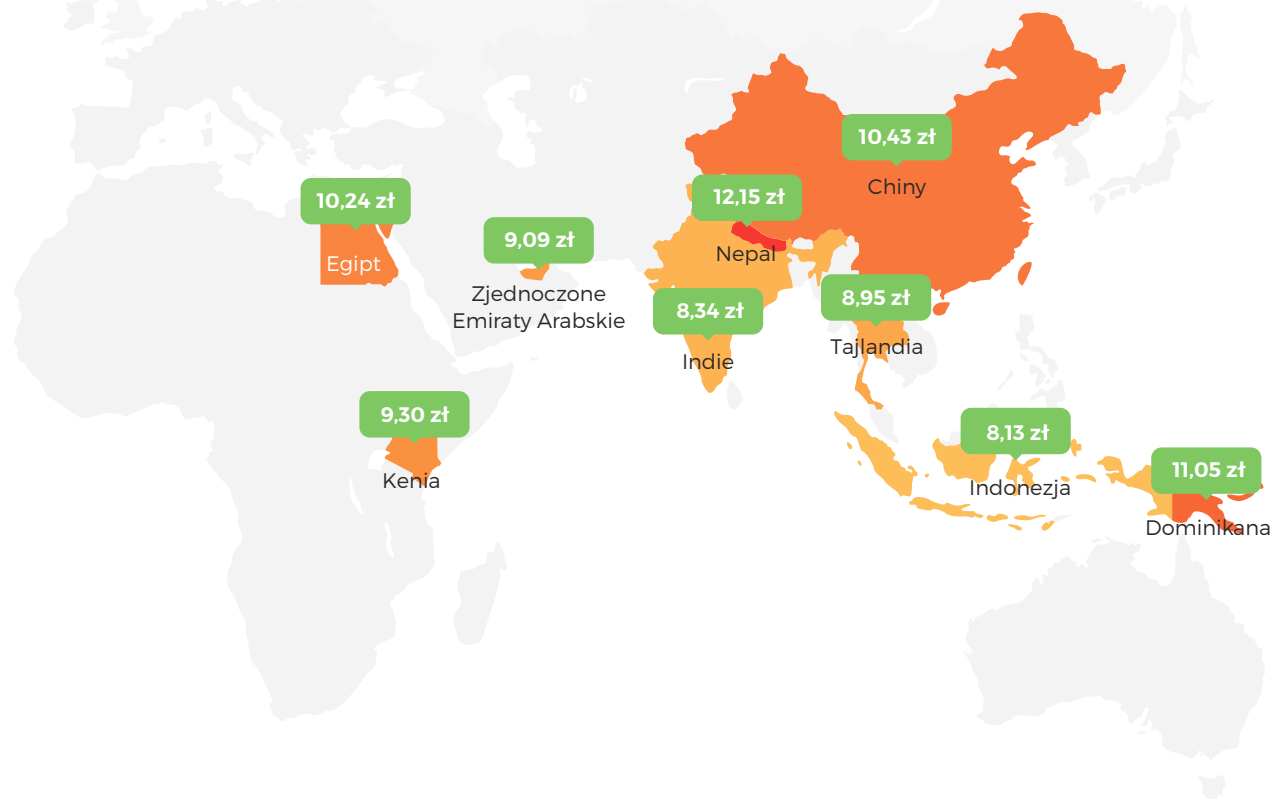 10,43 zł
Chiny
12,15 zł
Nepal
10,24 zł
Egipt
9,09 zł
Zjednoczone
Emiraty Arabskie
8,34 zł
Indie
8,95 zł
Tajlandia
9,30 zł
Kenia
8,13 zł
Indonezja
11,05 zł
Dominikana